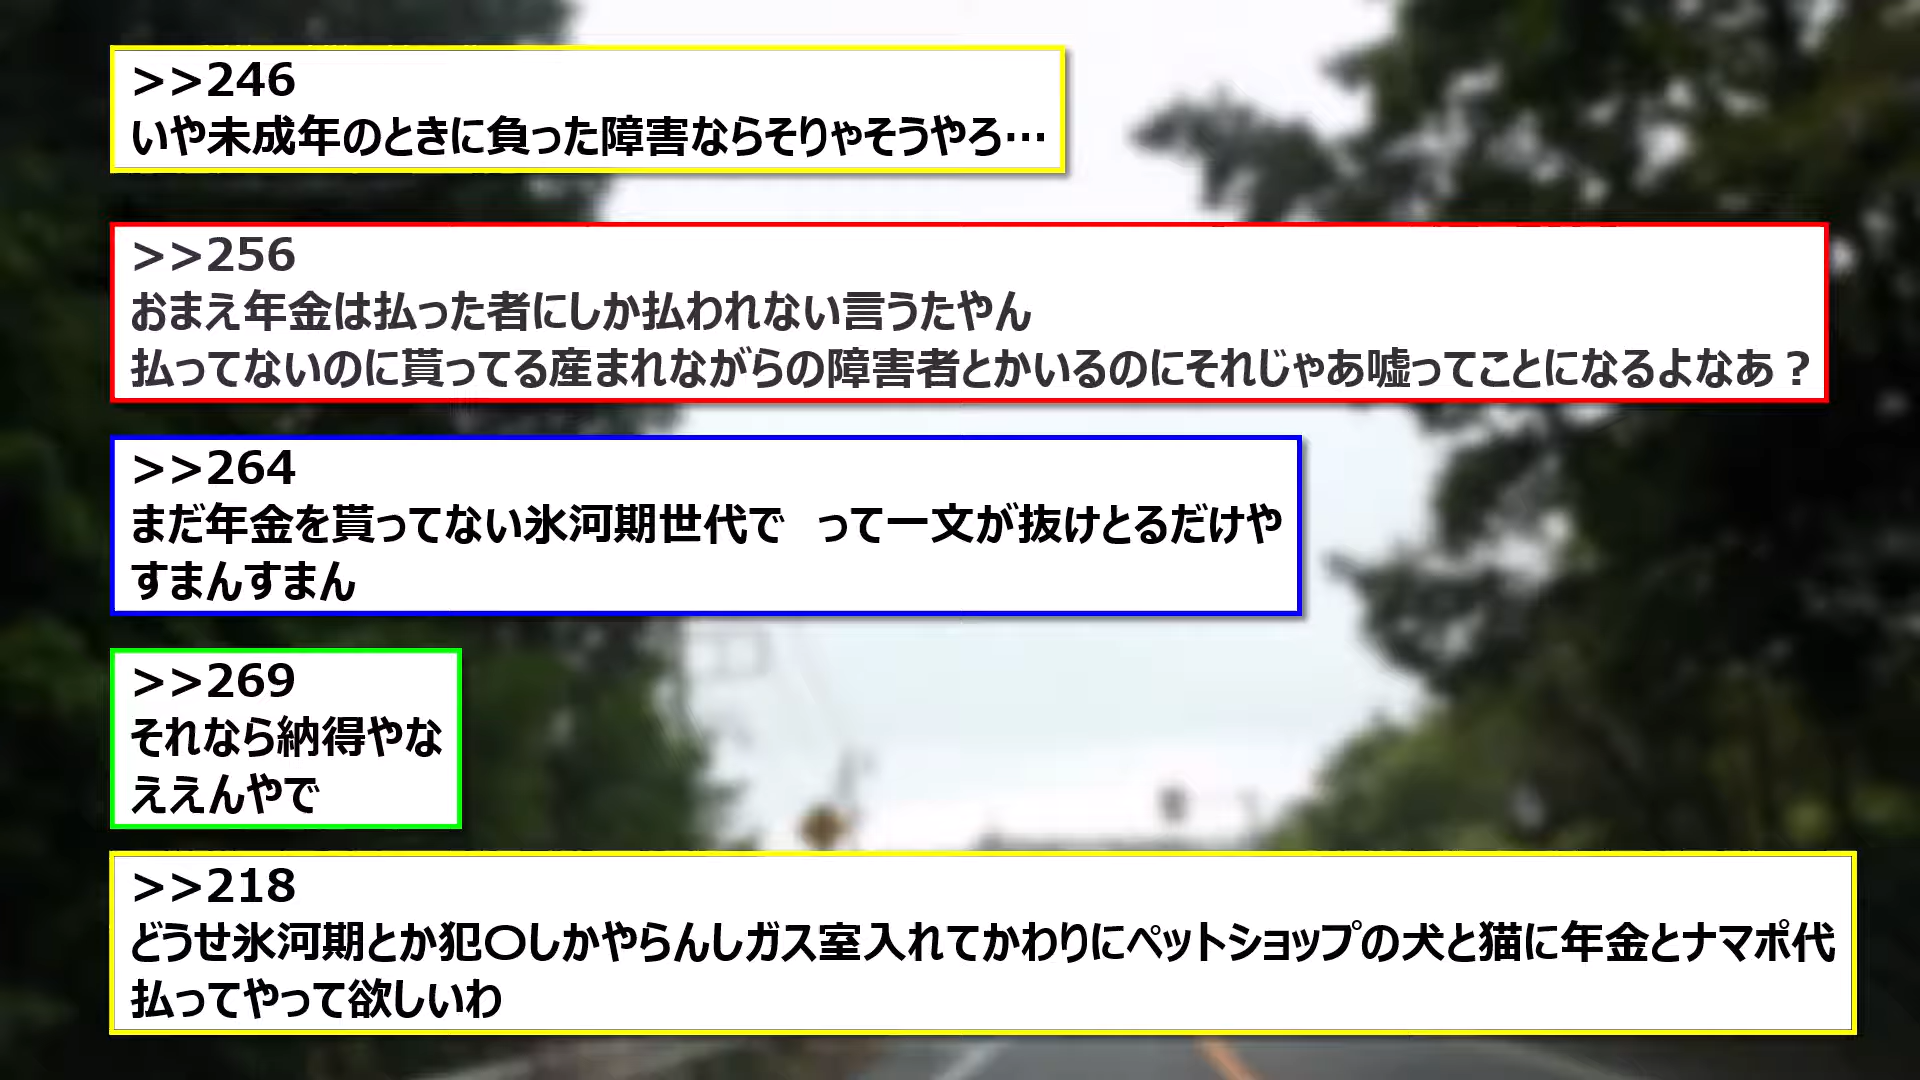 >>246
いや未成年のときに負った障害ならそりゃそうやろ…
>>256
おまえ年金は払った者にしか払われない言うたやん
払ってないのに貰ってる産まれながらの障害者とかいるのにそれじゃあ嘘ってことになるよなあ？
>>264
まだ年金を貰ってない氷河期世代で　って一文が抜けとるだけや
すまんすまん
>>269
それなら納得やな
ええんやで
>>218
どうせ氷河期とか犯〇しかやらんしガス室入れてかわりにペットショップの犬と猫に年金とナマポ代
払ってやって欲しいわ